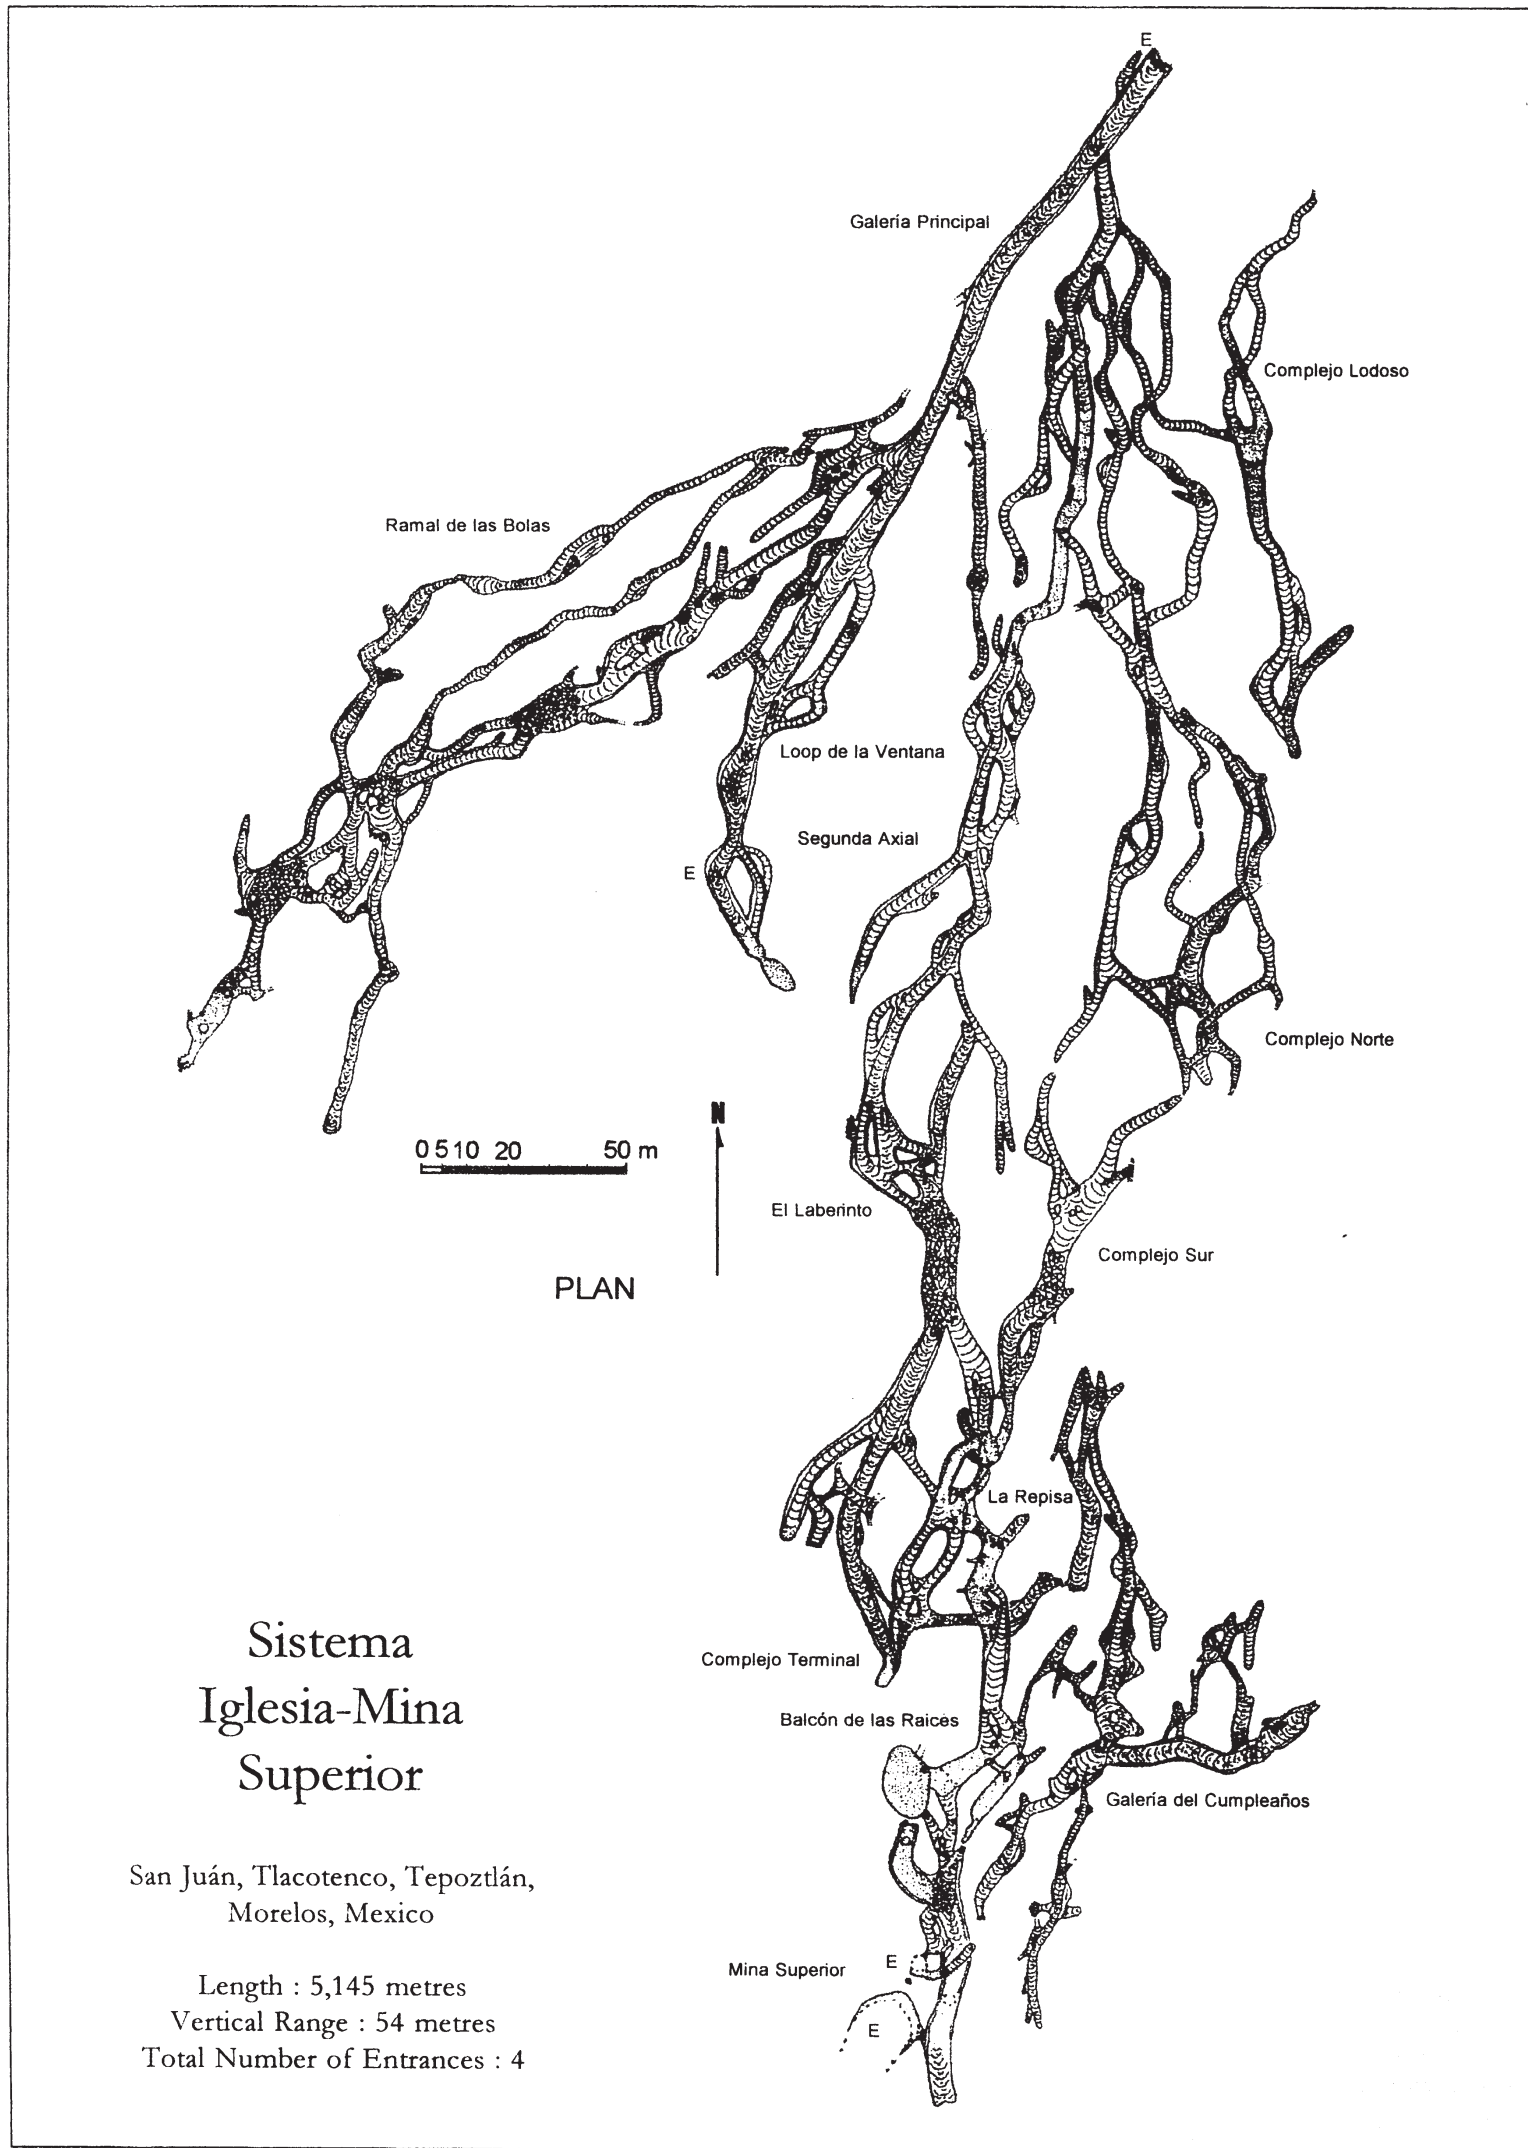 E
Galería Principal
Complejo Lodoso
Ramal de las Bolas
Loop de la Ventana
Segunda Axial
E
Complejo Norte
N
0 5 10 20 50 m
El Laberinto
Complejo Sur
PLAN
La Repisa
Sistema
Iglesia-Mina
Superior
Complejo Terminal
Balcón de las Raices
Galería del Cumpleaños
San Juán, Tlacotenco, Tepoztlán,
Morelos, Mexico
Mina Superior
E
Length : 5,145 metres
Vertical Range : 54 metres
E
Total Number of Entrances : 4